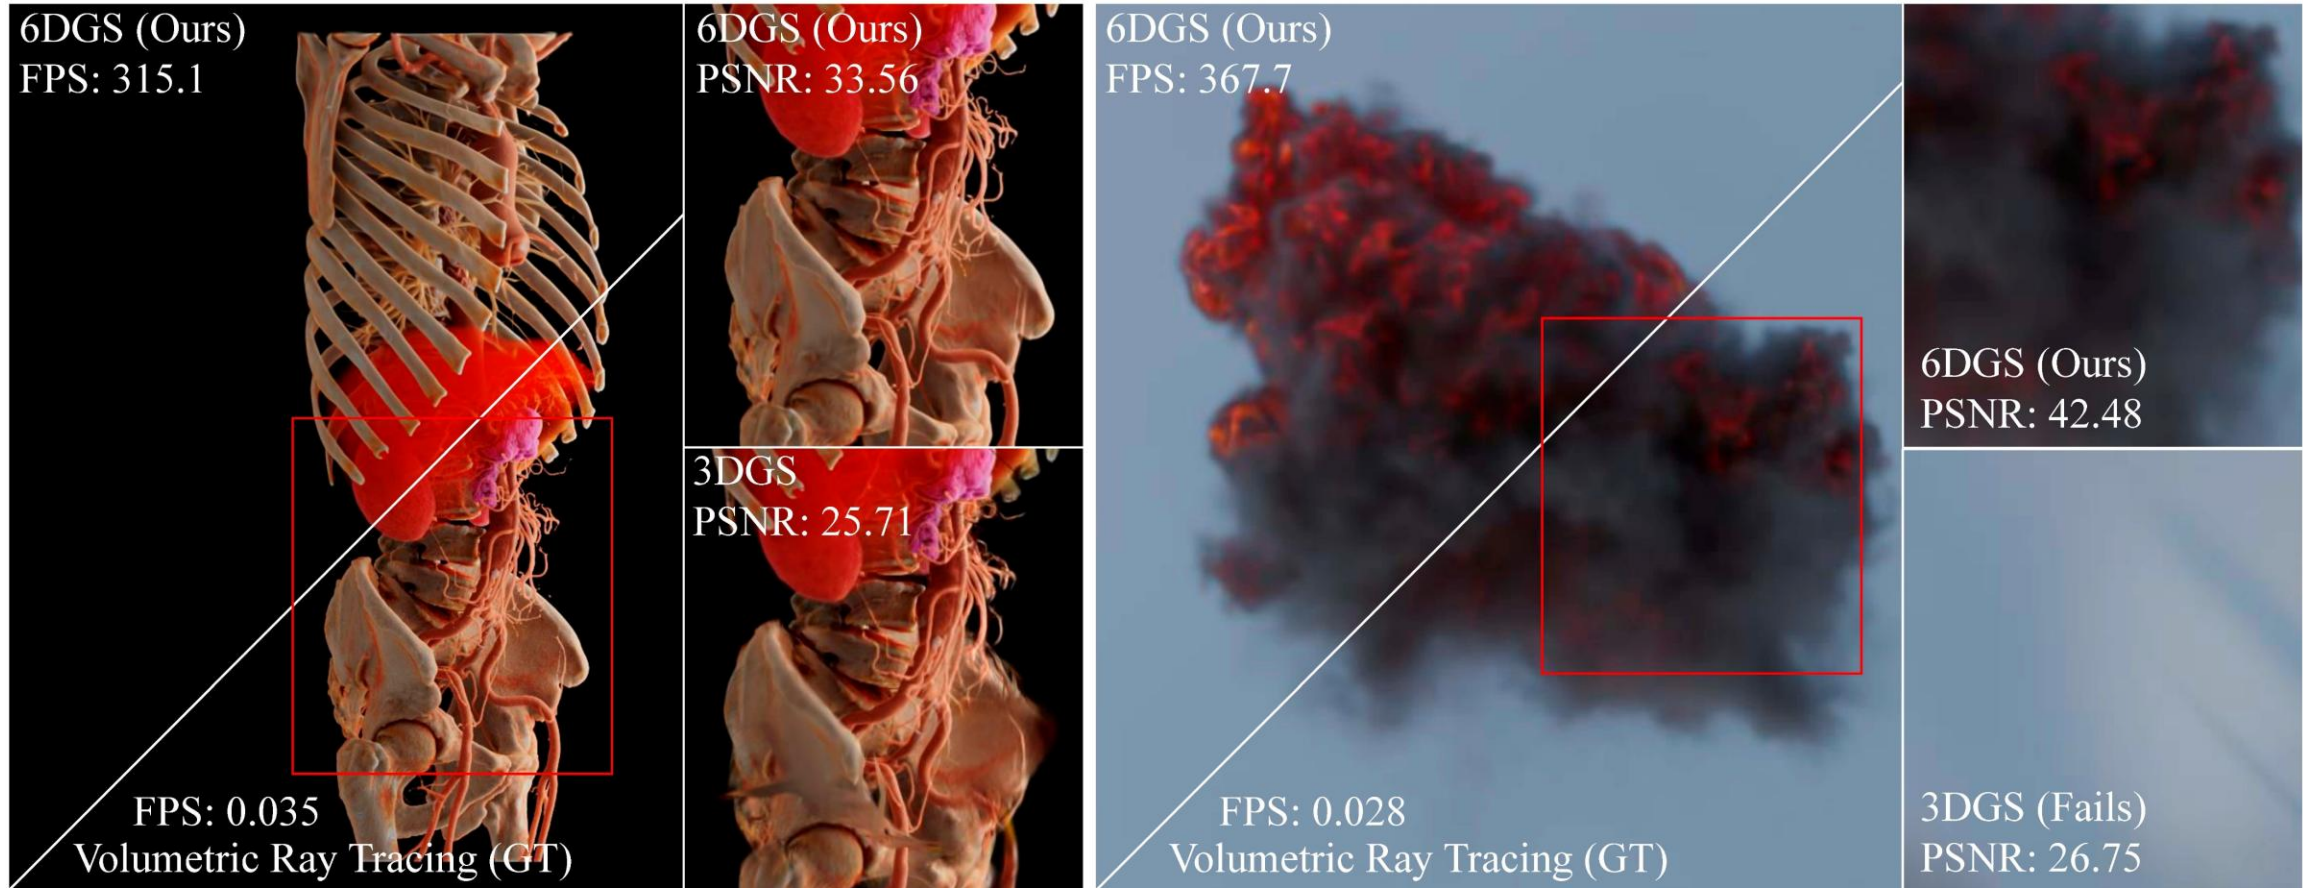 6DGS (Ours)
FPS: 315.1
FPS: 0.035
Volumetric Ray Tracing (GT)
6DGS (Ours)
PSNR: 33.56
3DGS
PSNR: 25.71
6DGS (Ours)
FPS: 367.7
FPS: 0.028
Volumetric Ray Tracing (GT)
6DGS (Ours)
PSNR: 42.48
3DGS (Fails)
PSNR: 26.75